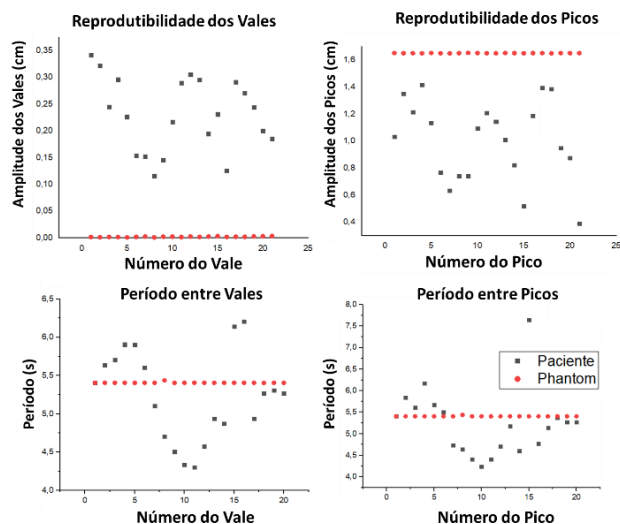 Reprodutibilidade dos Vales
Amplitude dos Vales (cm)
0,35
0,30
0,25
0,20
0,15
0,10
0,05
0,00
0 5 10 15 20 25
Número do Vale
Reprodutibilidade dos Picos
Amplitude dos Picos (cm)
1,6
1,4
1,2
1,0
0,8
0,6
0,4
0 5 10 15 20 25
Número do Pico
Período entre Vales
Período (s)
6,5
6,0
5,5
5,0
4,5
4,0
0 5 10 15 20
Número do Vale
Período entre Picos
Período (s)
8,0
7,5
7,0
6,5
6,0
5,5
5,0
4,5
4,0
Paciente
Phantom
0 5 10 15 20
Número do Pico